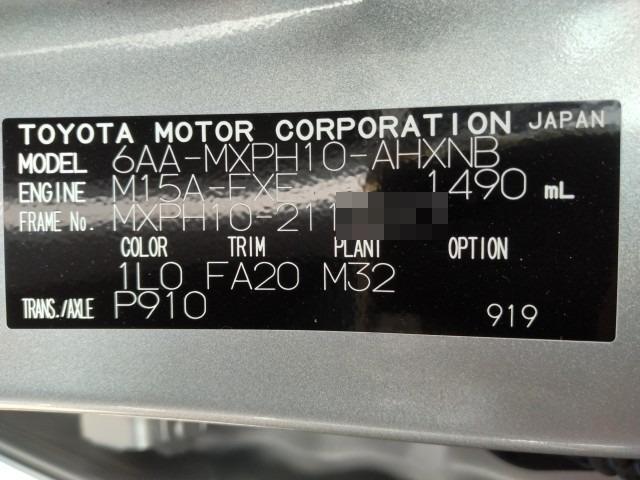 TOYOTA MOTOR CORPORATION JAPAN
MODEL 6AA-MXPH10-AHXNB
ENGINE M15A-FXE 1490 mL
FRAME No. MXPH10-211
COLOR TRIM PLANT OPTION
1L0 FA20 M32
TRANS./AXLE P910
919